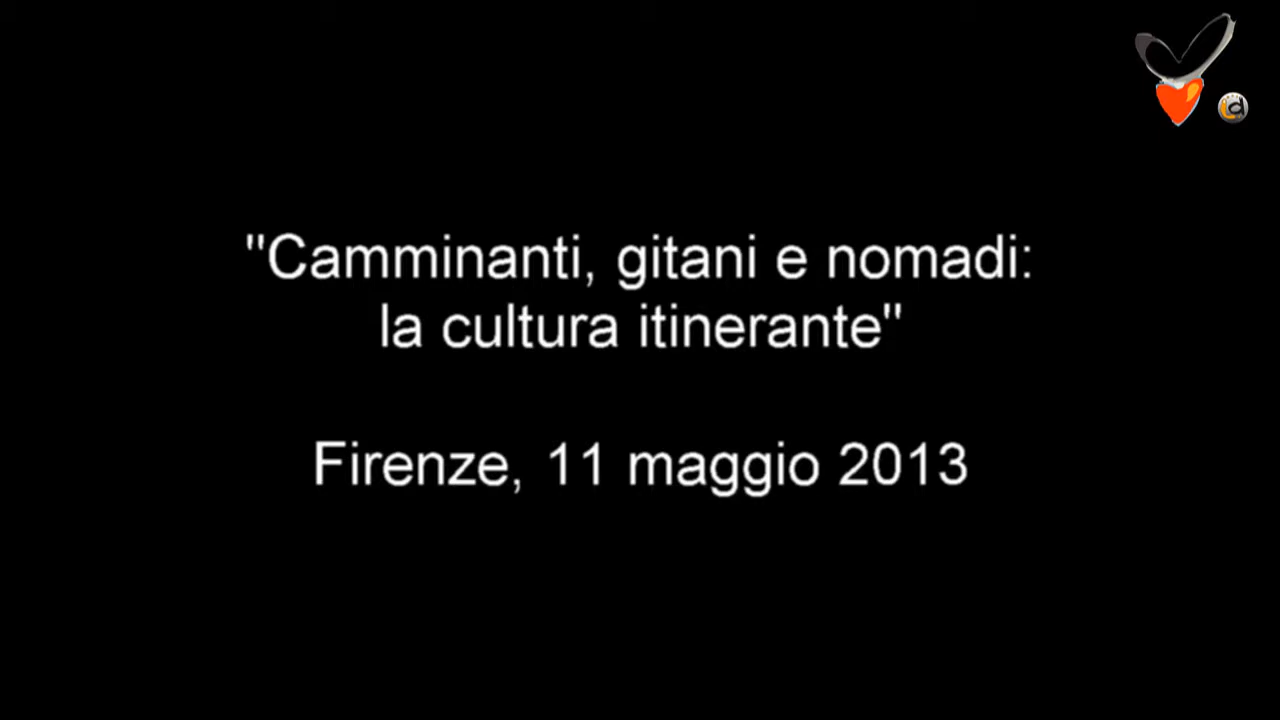 "Camminanti, gitani e nomadi:
la cultura itinerante"
Firenze, 11 maggio 2013